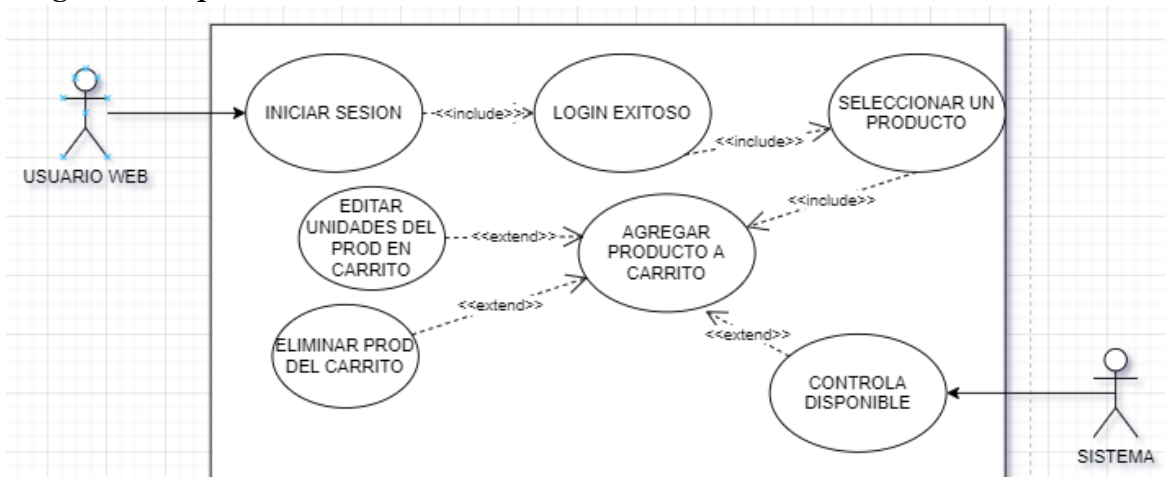 INICIAR SESION
<<include>>
LOGIN EXITOSO
<<include>>
SELECCIONAR UN
PRODUCTO
USUARIO WEB
<<include>>
EDITAR
UNIDADES DEL
PROD EN
CARRITO
<<extend>>
AGREGAR
PRODUCTO A
CARRITO
<<extend>>
ELIMINAR PROD
DEL CARRITO
<<extend>>
CONTROLA
DISPONIBLE
SISTEMA